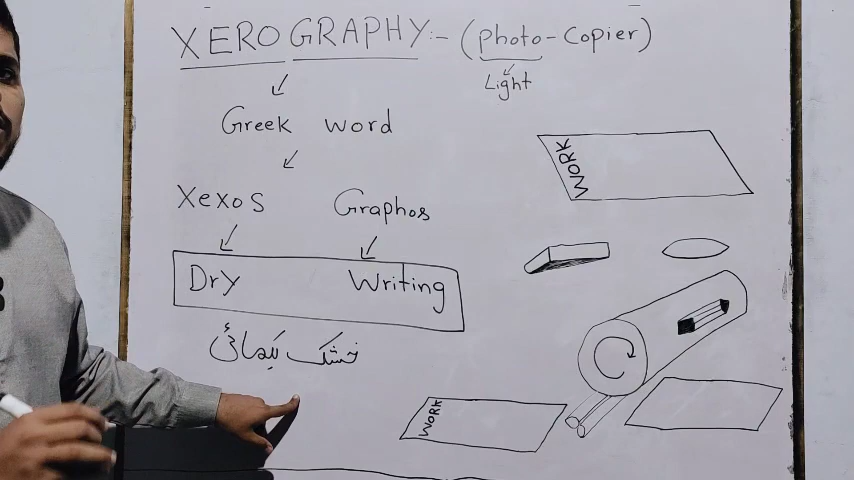 XEROGRAPHY:- (photo-copier)
Light
Greek word
Xexos Graphos
Dry Writing
خشک لکھائی
WORK
WORK